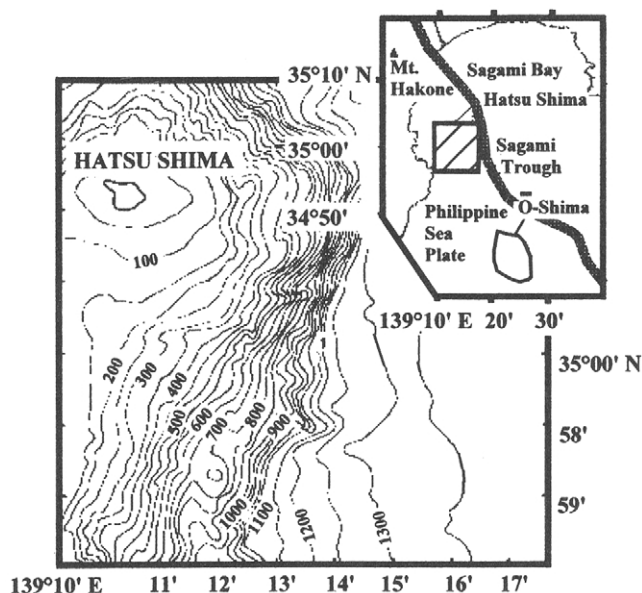 35°10' N
Mt.
Hakone
Sagami Bay
Hatsu Shima
HATSU SHIMA
35°00'
Sagami
Trough
34°50'
Philippine
Sea
Plate
Ō-Shima
100
139°10' E 20' 30'
200
300
400
500
600
700
800
900
1000
1100
1200
1300
1
35°00' N
58'
59'
139°10' E 11' 12' 13' 14' 15' 16' 17'